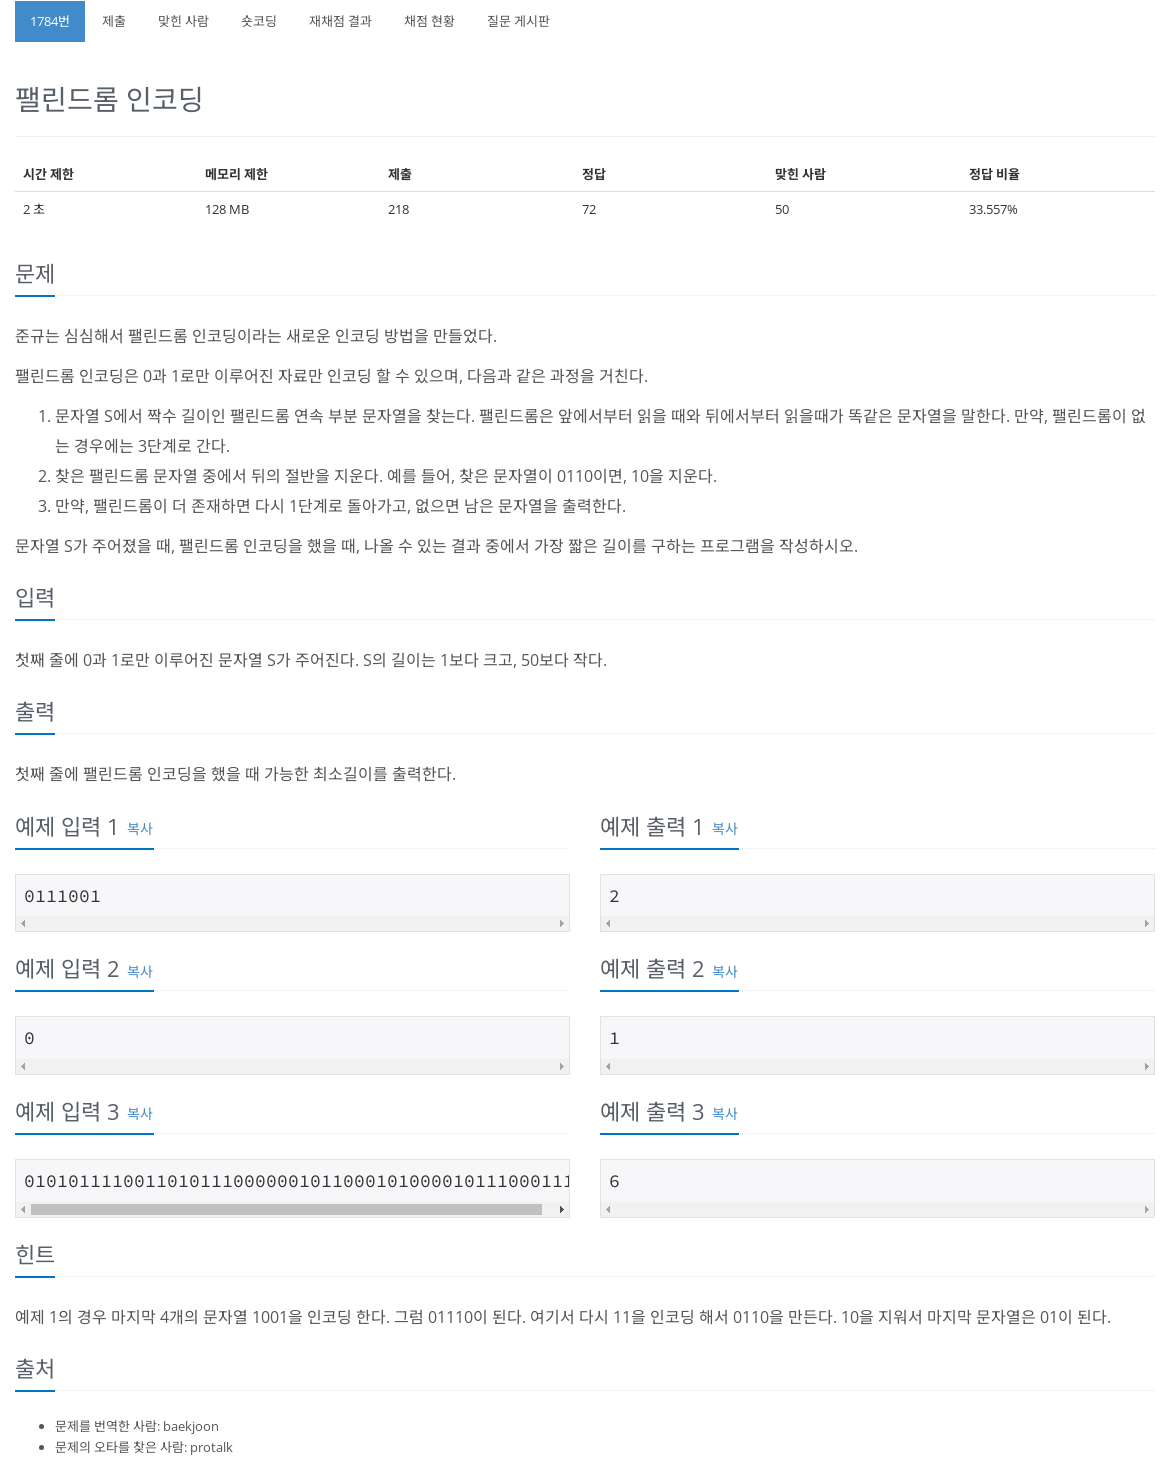 1784번 제출 맞힌 사람 숏코딩 재채점 결과 채점 현황 질문 게시판
팰린드롬 인코딩
시간 제한 메모리 제한 제출 정답 맞힌 사람 정답 비율
2 초 128 MB 218 72 50 33.557%
문제
준규는 심심해서 팰린드롬 인코딩이라는 새로운 인코딩 방법을 만들었다.
팰린드롬 인코딩은 0과 1로만 이루어진 자료만 인코딩 할 수 있으며, 다음과 같은 과정을 거친다.
1. 문자열 S에서 짝수 길이인 팰린드롬 연속 부분 문자열을 찾는다. 팰린드롬은 앞에서부터 읽을 때와 뒤에서부터 읽을때가 똑같은 문자열을 말한다. 만약, 팰린드롬이 없
는 경우에는 3단계로 간다.
2. 찾은 팰린드롬 문자열 중에서 뒤의 절반을 지운다. 예를 들어, 찾은 문자열이 0110이면, 10을 지운다.
3. 만약, 팰린드롬이 더 존재하면 다시 1단계로 돌아가고, 없으면 남은 문자열을 출력한다.
문자열 S가 주어졌을 때, 팰린드롬 인코딩을 했을 때, 나올 수 있는 결과 중에서 가장 짧은 길이를 구하는 프로그램을 작성하시오.
입력
첫째 줄에 0과 1로만 이루어진 문자열 S가 주어진다. S의 길이는 1보다 크고, 50보다 작다.
출력
첫째 줄에 팰린드롬 인코딩을 했을 때 가능한 최소길이를 출력한다.
예제 입력 1 복사
0111001
예제 출력 1 복사
2
예제 입력 2 복사
0
예제 출력 2 복사
1
예제 입력 3 복사
01010111100110101110000001011000101000010111000111
예제 출력 3 복사
6
힌트
예제 1의 경우 마지막 4개의 문자열 1001을 인코딩 한다. 그럼 01110이 된다. 여기서 다시 11을 인코딩 해서 0110을 만든다. 10을 지워서 마지막 문자열은 01이 된다.
출처
문제를 번역한 사람: baekjoon
문제의 오타를 찾은 사람: protalk